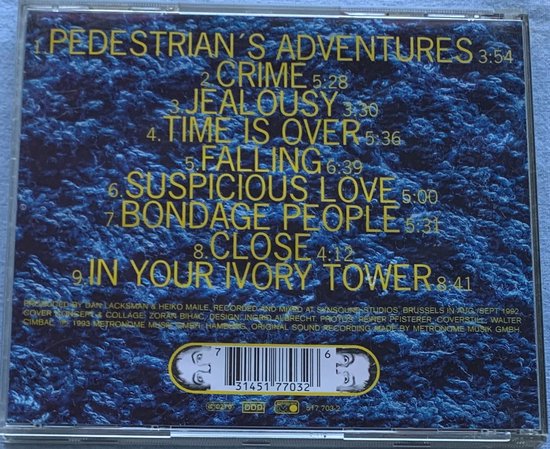 1.PEDESTRIAN´S ADVENTURES 3:54
2.CRIME 5:28
3.JEALOUSY 3:30
4.TIME IS OVER 5:36
5.FALLING 6:39
6.SUSPICIOUS LOVE 5:00
7.BONDAGE PEOPLE 5:31
8.CLOSE 4:12
9.IN YOUR IVORY TOWER 8:41
PRODUCED BY DAN LACKSMAN & HEIKO MAILE, RECORDED AND MIXED AT SYNSOUND STUDIOS, BRUSSELS IN AUG./SEPT 1992
COVER KONSEPT & COLLAGE: ZORAN BIHAC, DESIGN: INGRID ALBRECHT, PHOTOS: REINER PFISTERER, COVERSTILL: WALTER
CIMBAL, ℗ 1993 METRONOME MUSIK GMBH, HAMBURG, ORIGINAL SOUND RECORDING MADE BY METRONOME MUSIK GMBH
7 31451 77032 6
DDD
517 703-2